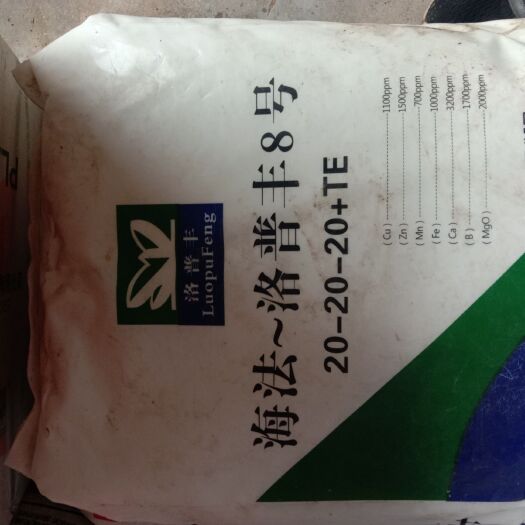 洛普丰
LuopuFeng
海法~洛普丰8号
20-20-20+TE
(Cu)----------1100ppm
(Zn)----------1500ppm
(Mn)----------700ppm
(Fe)----------1000ppm
(Ca)----------3200ppm
(B)----------1700ppm
(MgO)----------2000ppm